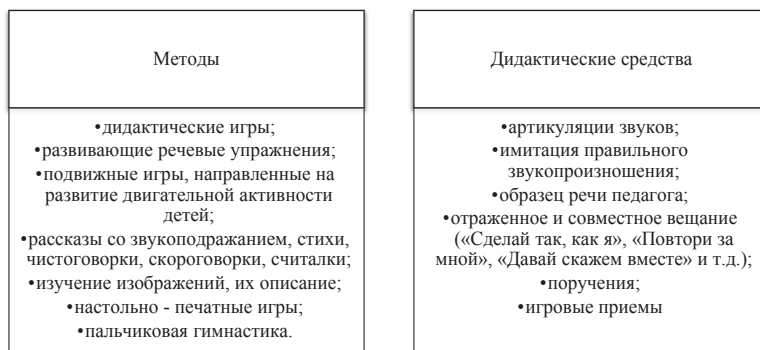 Методы
•дидактические игры;
•развивающие речевые упражнения;
•подвижные игры, направленные на
развитие двигательной активности
детей;
•рассказы со звукоподражанием, стихи,
чистоговорки, скороговорки, считалки;
•изучение изображений, их описание;
•настольно - печатные игры;
•пальчиковая гимнастика.
Дидактические средства
•артикуляции звуков;
•имитация правильного
звукопроизношения;
•образец речи педагога;
•отраженное и совместное вещание
(«Сделай так, как я», «Повтори за
мной», «Давай скажем вместе» и т.д.);
•поручения;
•игровые приемы